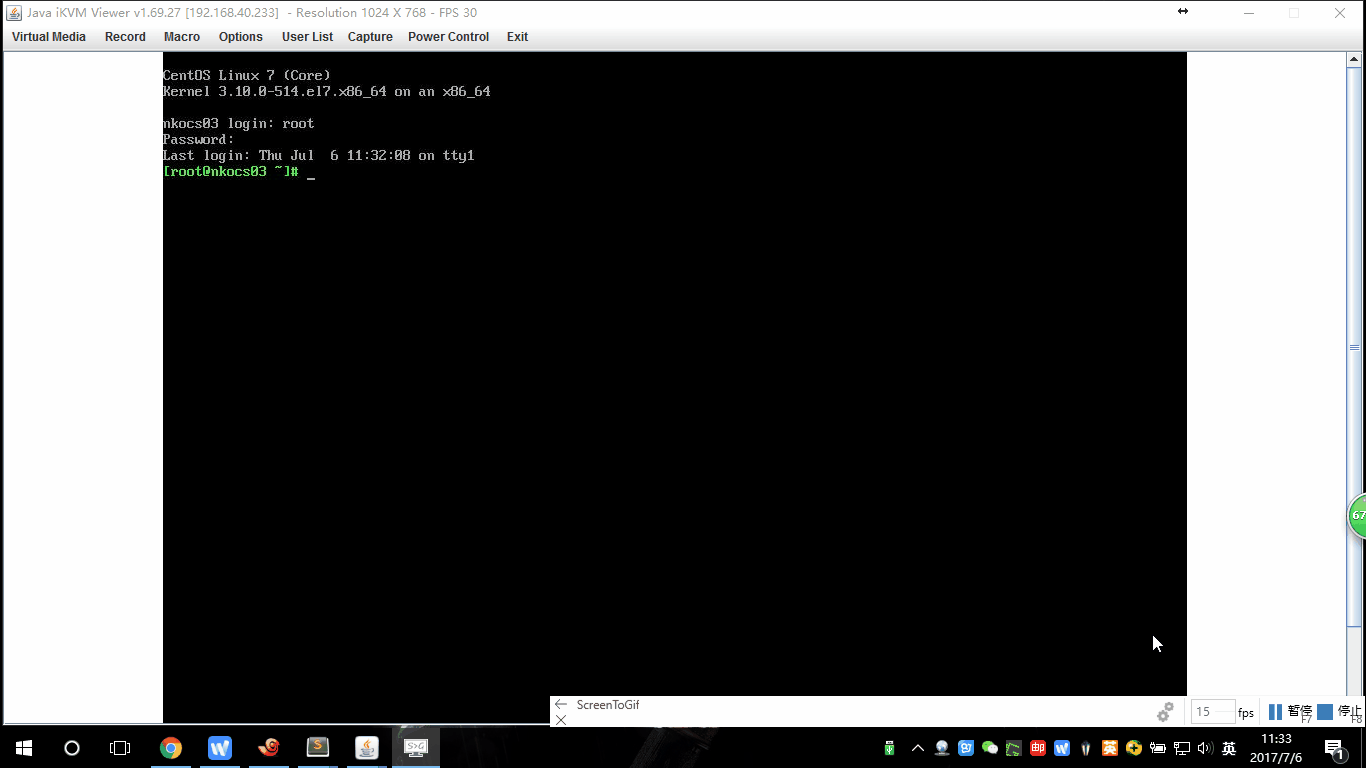 Java iKVM Viewer v1.69.27 [192.168.40.233] - Resolution 1024 X 768 - FPS 30
Virtual Media Record Macro Options User List Capture Power Control Exit
CentOS Linux 7 (Core)
Kernel 3.10.0-514.el7.x86_64 on an x86_64
nkocs03 login: root
Password:
Last login: Thu Jul  6 11:32:08 on tty1
[root@nkocs03 ~]# _
67
ScreenToGif
15 fps 暂停 F7 停止 F8
S>G
英
11:33
2017/7/6
1